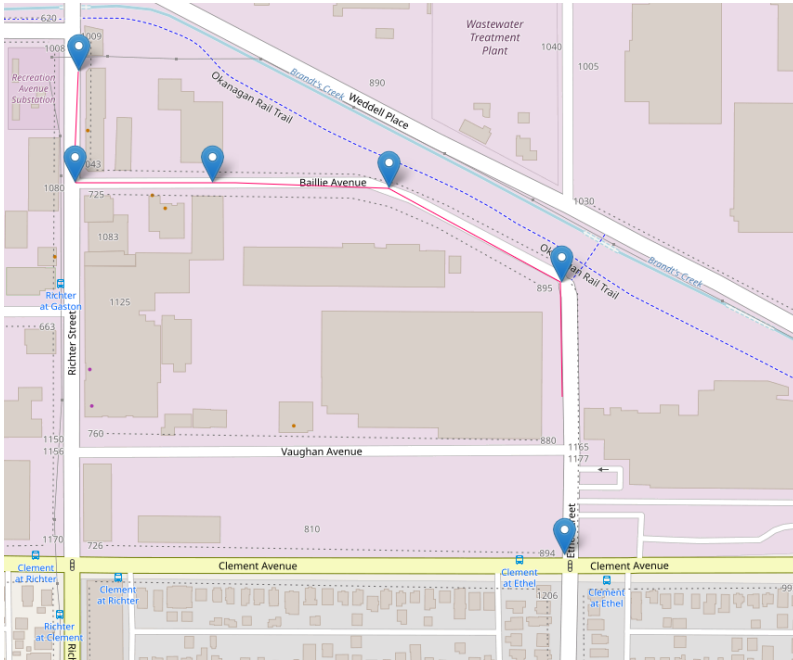 620
1009
1008
Wastewater
Treatment
Plant
1040
1005
Recreation
Avenue
Substation
890
Brandt's Creek
Weddell Place
Okanagan Rail Trail
1043
1080
725
Baillie Avenue
1030
1083
Brandt's Creek
895
Richter
at Gaston
1125
663
Richter Street
1150
1156
760
880
1165
1177
Vaughan Avenue
810
1170
726
894
Clement
at Richter
Clement Avenue
Clement Avenue
Clement
at Richter
Clement
at Ethel
Clement
at Ethel
1206
Richter
at Clement